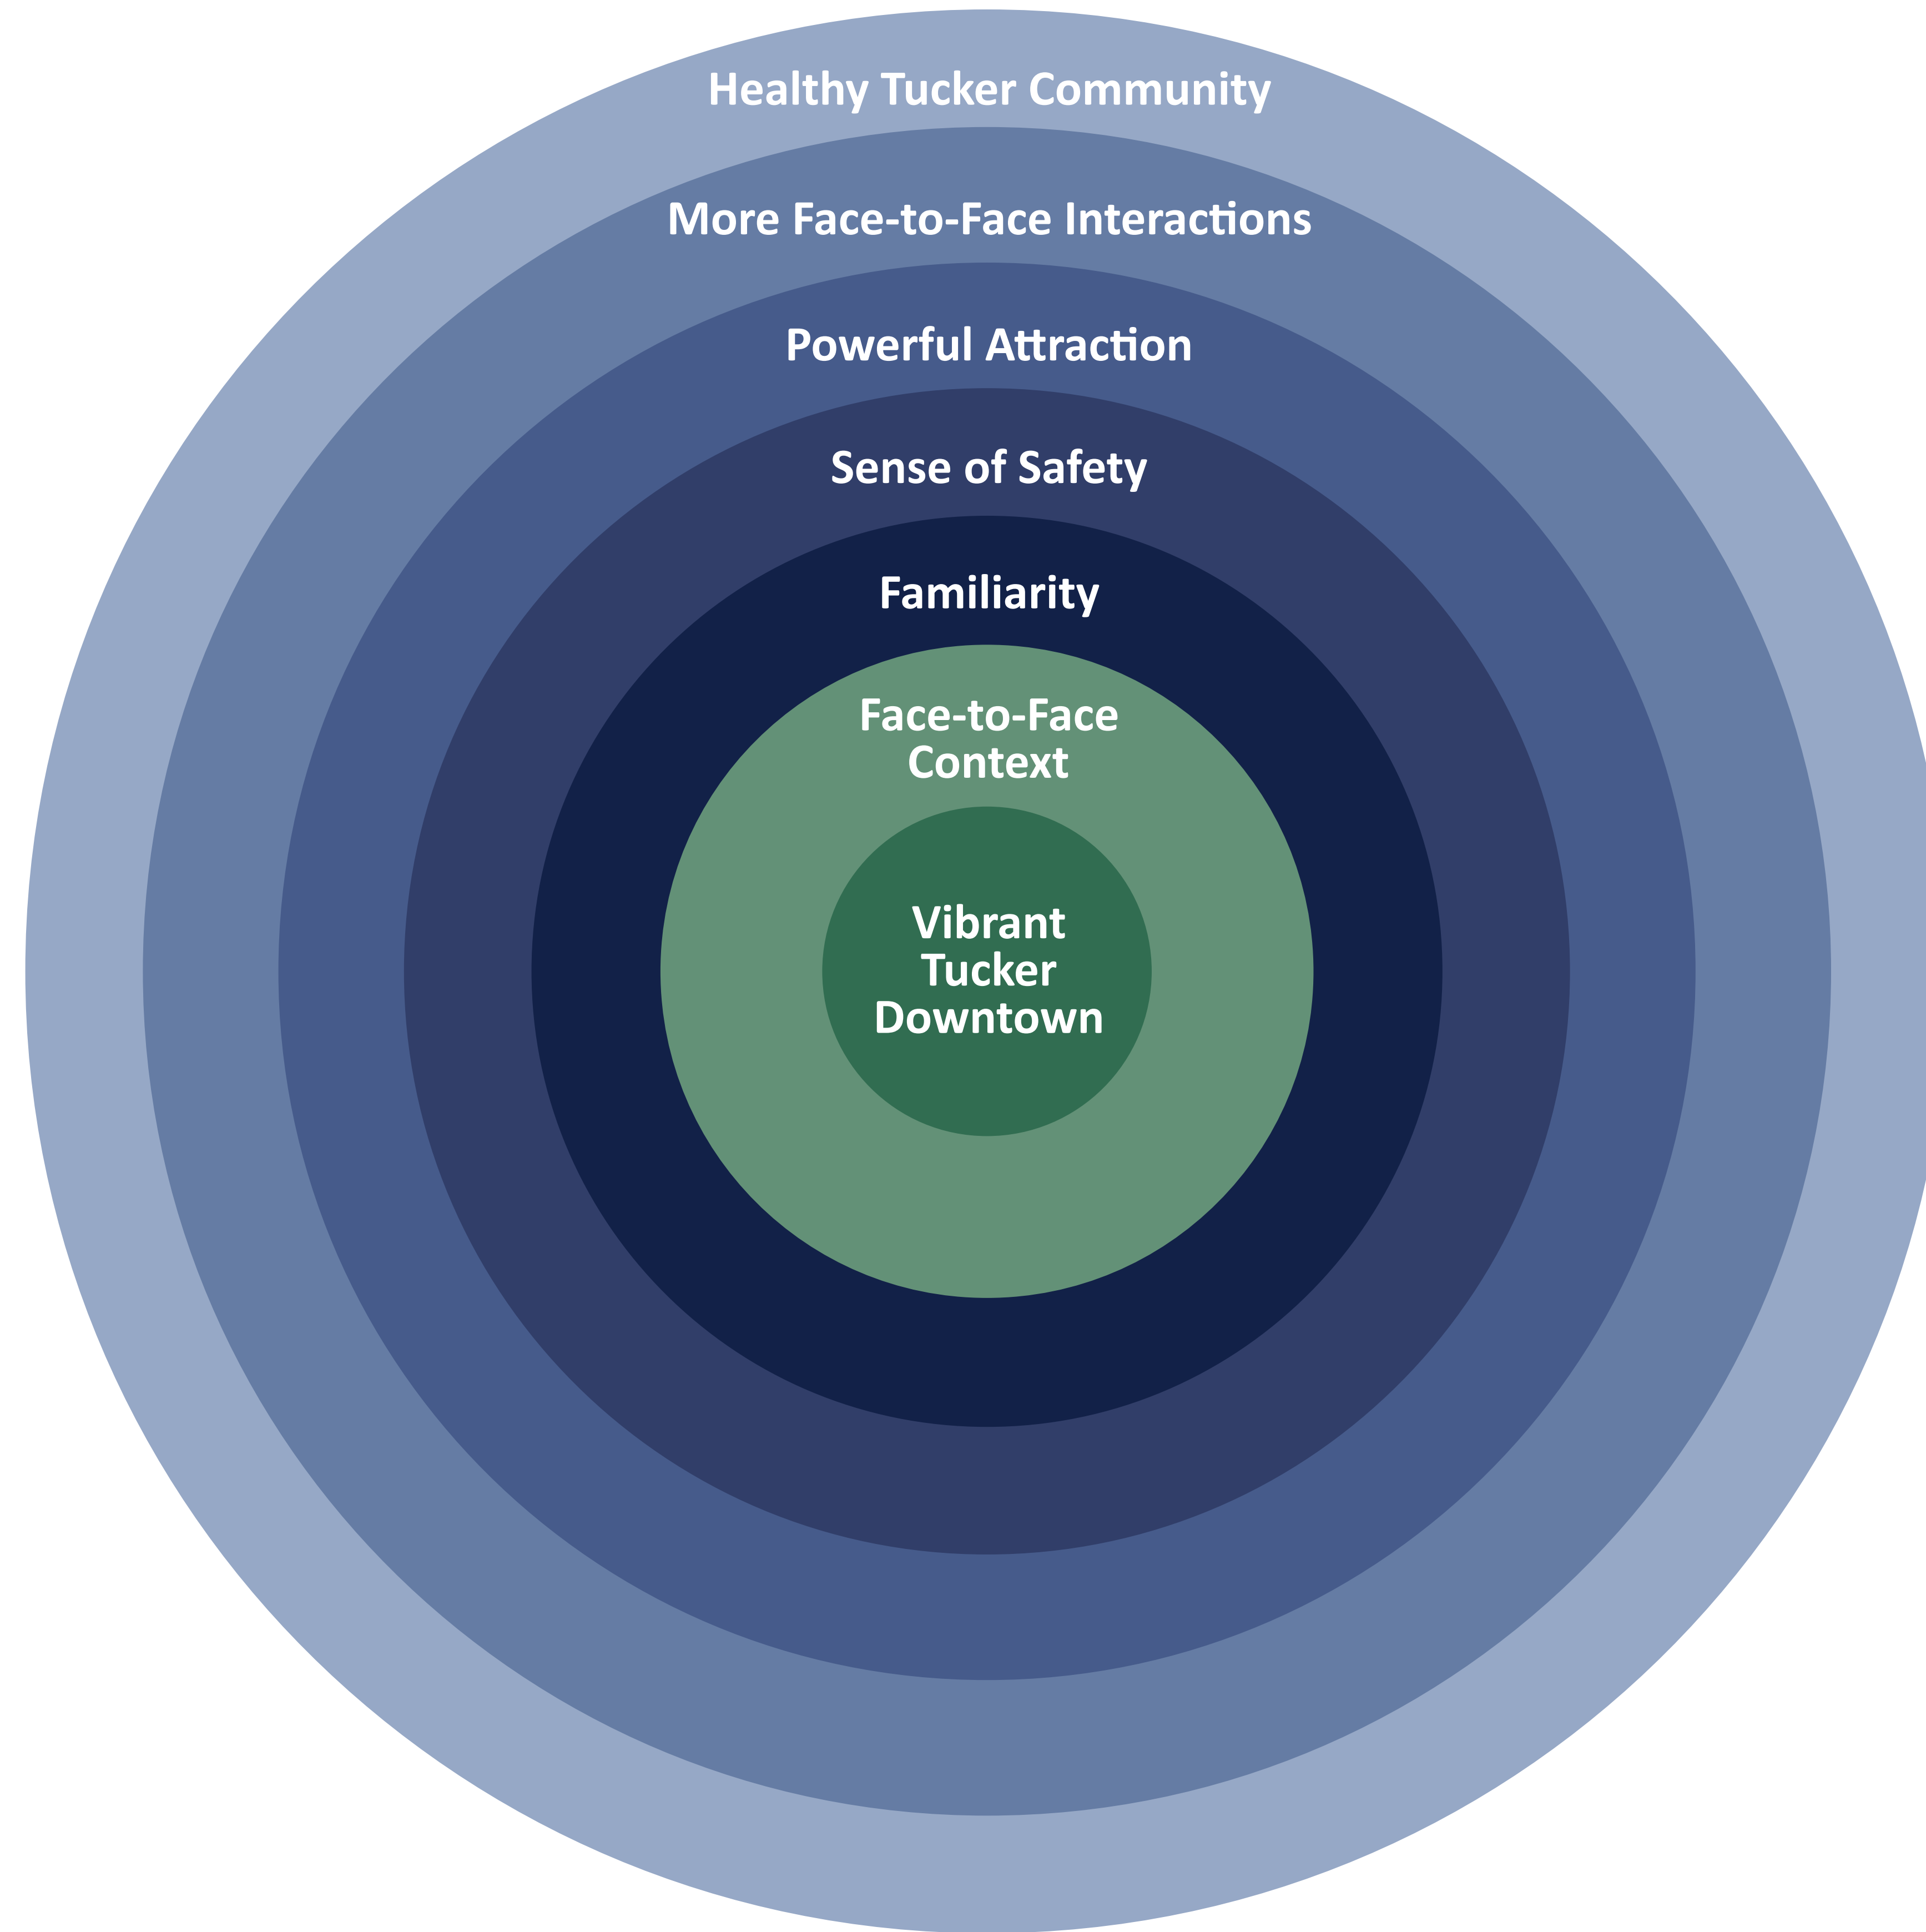 Healthy Tucker Community
More Face-to-Face Interactions
Powerful Attraction
Sense of Safety
Familiarity
Face-to-Face
Context
Vibrant
Tucker
Downtown